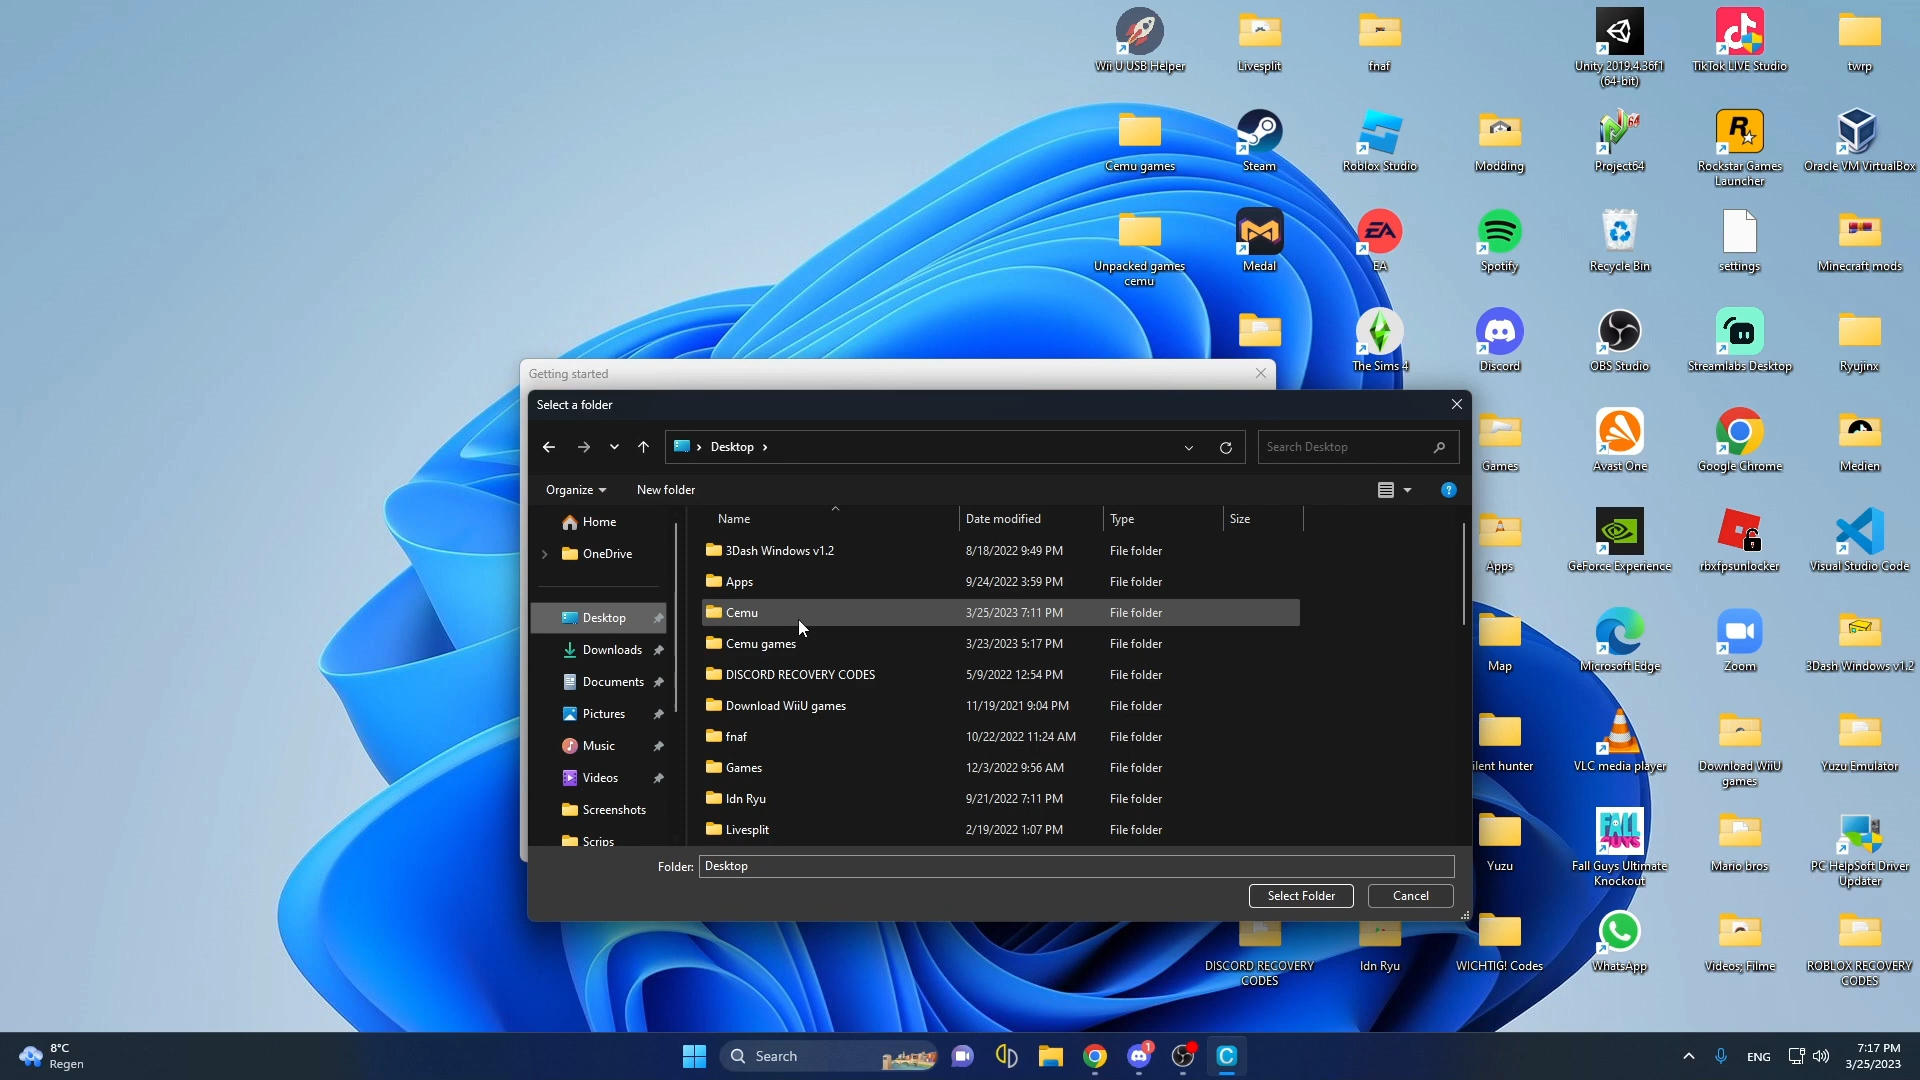 Wii U USB Helper
Livesplit
fnaf
Unity 2019.4.36f1
(64-bit)
TikTok LIVE Studio
twrp
Cemu games
Steam
Roblox Studio
Modding
Project64
Rockstar Games
Launcher
Oracle VM VirtualBox
Unpacked games
cemu
Medal
EA
Spotify
Recycle Bin
settings
Minecraft mods
The Sims 4
Discord
OBS Studio
Streamlabs Desktop
Ryujinx
Games
Avast One
Google Chrome
Medien
Apps
GeForce Experience
rbxfpsunlocker
Visual Studio Code
Map
Microsoft Edge
Zoom
3Dash Windows v1.2
ilent hunter
VLC media player
Download WiiU
games
Yuzu Emulator
Yuzu
FALL
GUYS
Fall Guys Ultimate
Knockout
Mario bros
PC HelpSoft Driver
Updater
DISCORD RECOVERY
CODES
Idn Ryu
WICHTIG! Codes
WhatsApp
Videos; Filme
ROBLOX RECOVERY
CODES
Getting started
Select a folder
Desktop
Search Desktop
Organize
New folder
Name
Date modified
Type
Size
Home
OneDrive
Desktop
Downloads
Documents
Pictures
Music
Videos
Screenshots
Scrips
3Dash Windows v1.2 8/18/2022 9:49 PM File folder
Apps 9/24/2022 3:59 PM File folder
Cemu 3/25/2023 7:11 PM File folder
Cemu games 3/23/2023 5:17 PM File folder
DISCORD RECOVERY CODES 5/9/2022 12:54 PM File folder
Download WiiU games 11/19/2021 9:04 PM File folder
fnaf 10/22/2022 11:24 AM File folder
Games 12/3/2022 9:56 AM File folder
Idn Ryu 9/21/2022 7:11 PM File folder
Livesplit 2/19/2022 1:07 PM File folder
Folder: Desktop
Select Folder
Cancel
8°C
Regen
Search
1
ENG
7:17 PM
3/25/2023